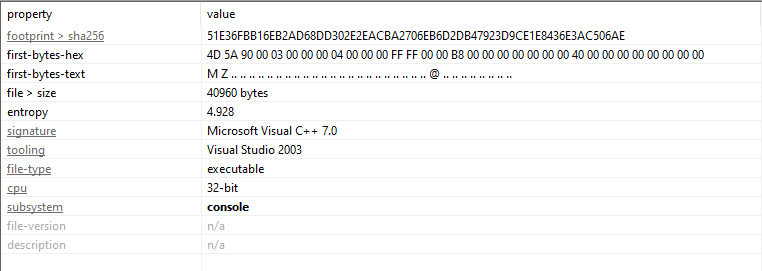 property value
footprint > sha256 51E36FBB16EB2AD68DD302E2EACBA2706EB6D2DB47923D9CE1E8436E3AC506AE
first-bytes-hex 4D 5A 90 00 03 00 00 00 04 00 00 00 FF FF 00 00 B8 00 00 00 00 00 00 00 40 00 00 00 00 00 00 00
first-bytes-text M Z .. .. .. .. .. .. .. .. .. .. .. .. .. .. .. .. .. .. .. .. .. .. @ .. .. .. .. .. .. ..
file > size 40960 bytes
entropy 4.928
signature Microsoft Visual C++ 7.0
tooling Visual Studio 2003
file-type executable
cpu 32-bit
subsystem console
file-version n/a
description n/a